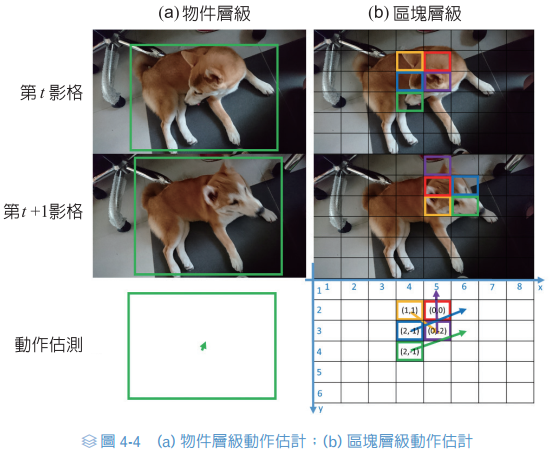 (a) 物件層級
(b) 區塊層級
第 t 影格
第 t +1影格
動作估測
1 2 3 4 5 6 7 8 x
1
2
3
4
5
6
y
(1,1)
(0,0)
(2,-1)
(0,-2)
(2,-1)
圖 4-4 (a) 物件層級動作估計；(b) 區塊層級動作估計